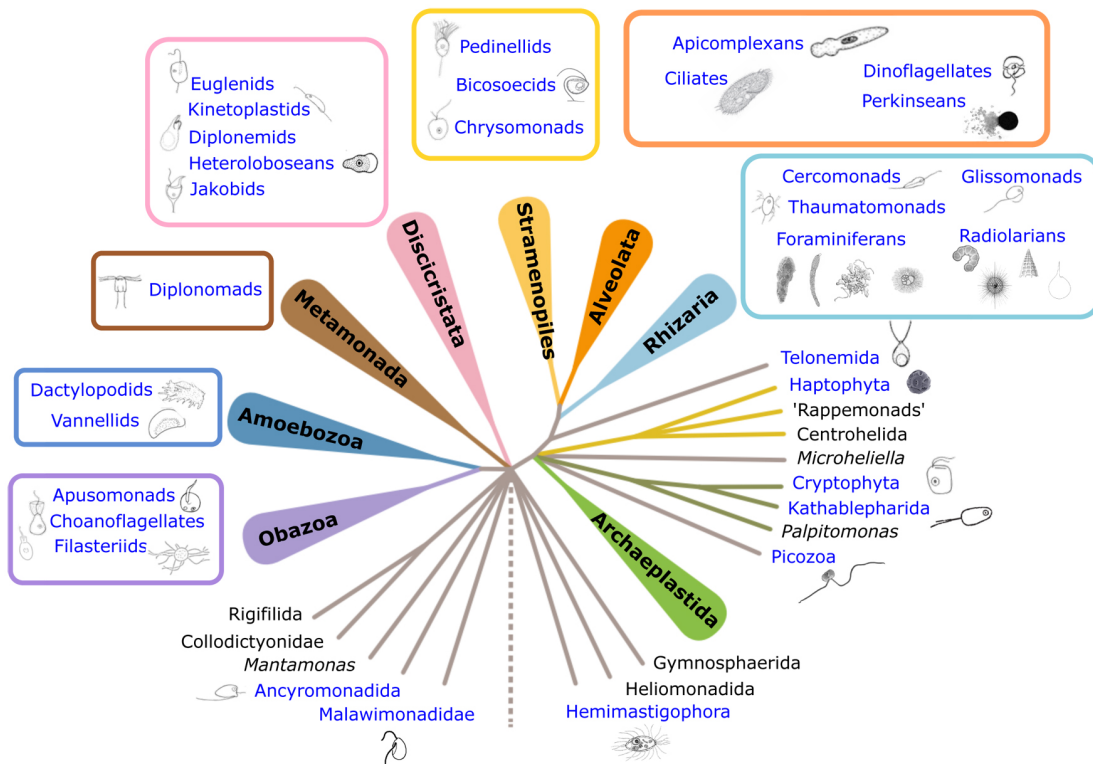 Euglenids
Kinetoplastids
Diplonemids
Heteroloboseans
Jakobids
Pedinellids
Bicosoecids
Chrysomonads
Apicomplexans
Ciliates
Dinoflagellates
Perkinseans
Cercomonads
Glissomonads
Thaumatomonads
Foraminiferans
Radiolarians
Diplonomads
Dactylopodids
Vannellids
Apusomonads
Choanoflagellates
Filasteriids
Obazoa
Amoebozoa
Metamonada
Discicristata
Stramenopiles
Alveolata
Rhizaria
Telonemida
Haptophyta
'Rappemonads'
Centrohelida
Microheliella
Cryptophyta
Kathablepharida
Palpitomonas
Picozoa
Archaeplastida
Rigifilida
Collodictyonidae
Mantamonas
Ancyromonadida
Malawimonadidae
Gymnosphaerida
Heliomonadida
Hemimastigophora